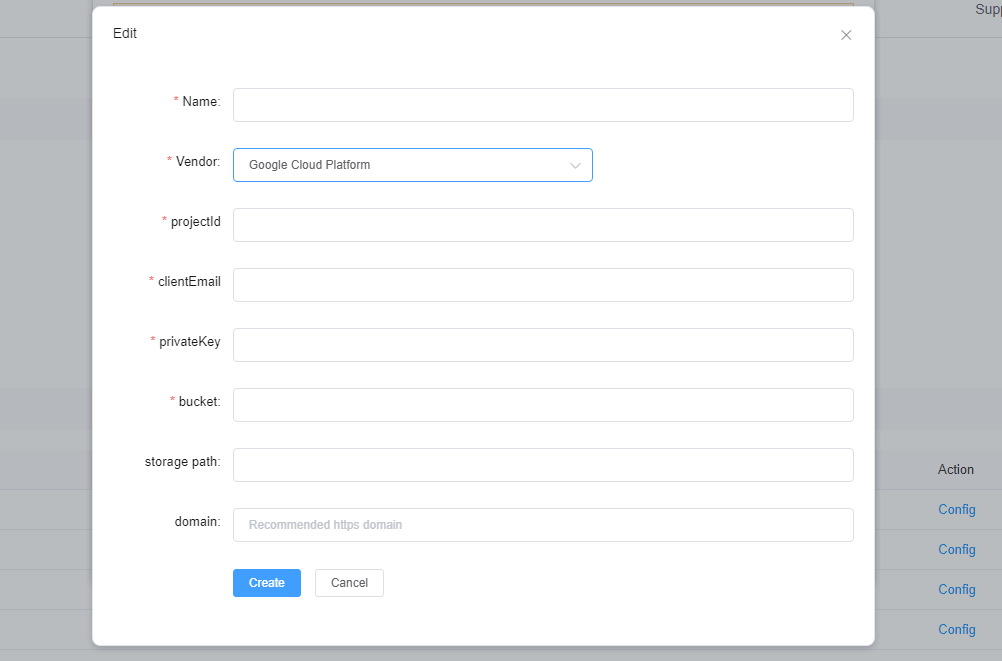 Supp
Edit
* Name:
* Vendor:
Google Cloud Platform
* projectId
* clientEmail
* privateKey
* bucket:
storage path:
domain:
Recommended https domain
Create
Cancel
Action
Config
Config
Config
Config